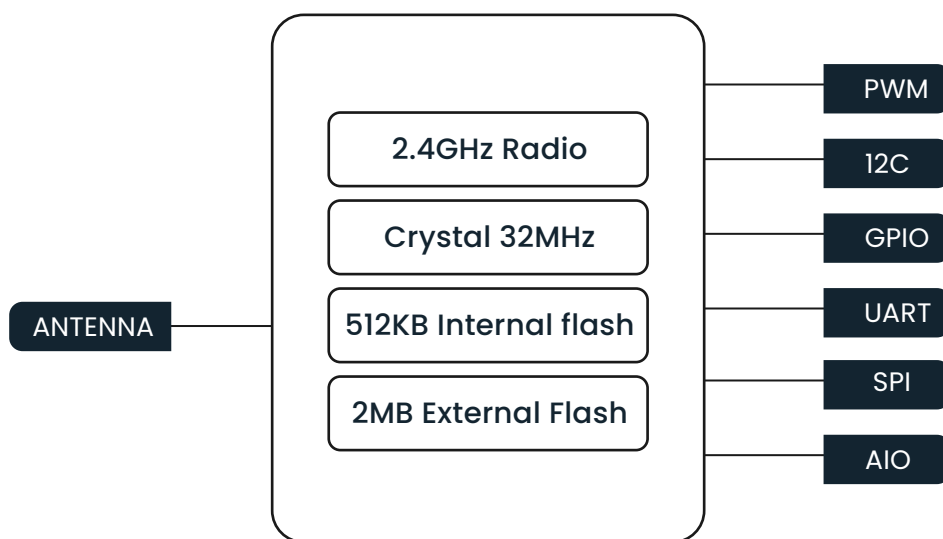 2.4GHz Radio
Crystal 32MHz
512KB Internal flash
2MB External Flash
ANTENNA
PWM
12C
GPIO
UART
SPI
AIO